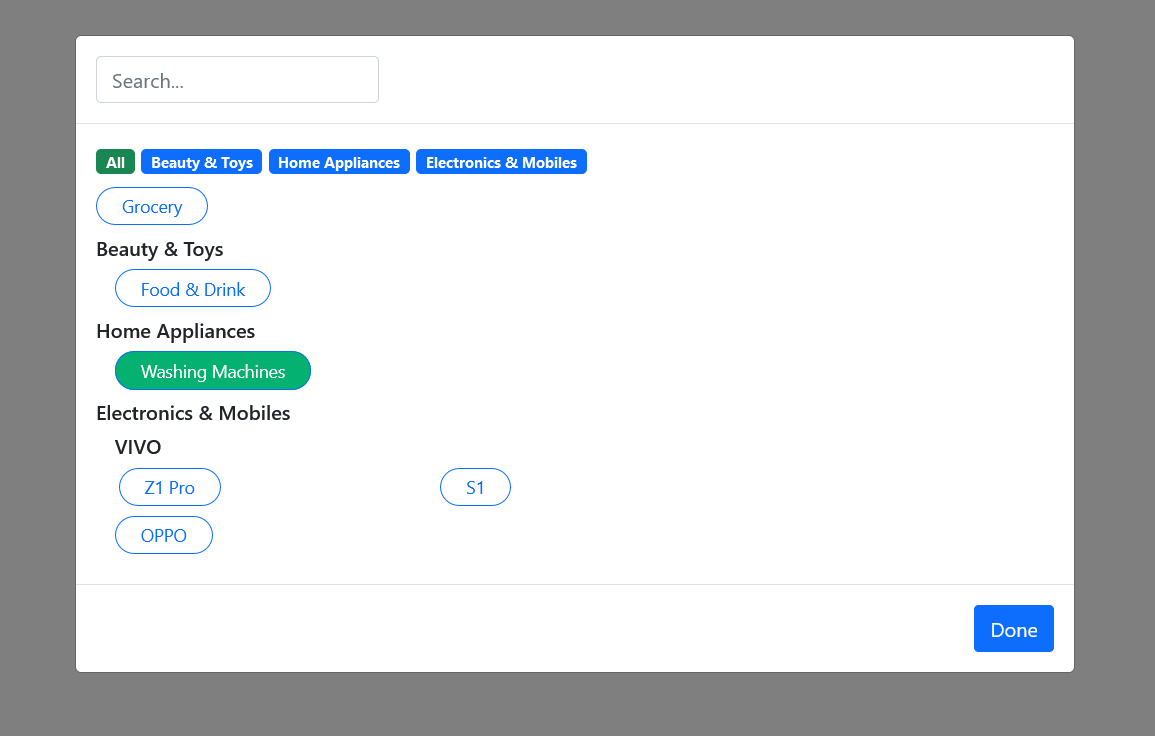 Search...
All Beauty & Toys Home Appliances Electronics & Mobiles
Grocery
Beauty & Toys
Food & Drink
Home Appliances
Washing Machines
Electronics & Mobiles
VIVO
Z1 Pro S1
OPPO
Done